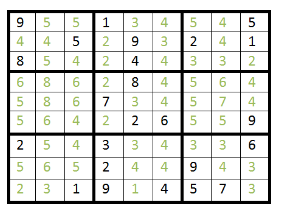 9 5 5 1 3 4 5 4 5
4 4 5 2 9 3 2 4 1
8 5 4 2 4 4 3 3 2
6 8 6 2 8 4 5 6 4
5 8 6 7 3 4 5 7 4
5 6 4 2 2 6 5 5 9
2 5 4 3 3 4 3 3 6
5 6 5 2 4 4 9 4 3
2 3 1 9 1 4 5 7 3